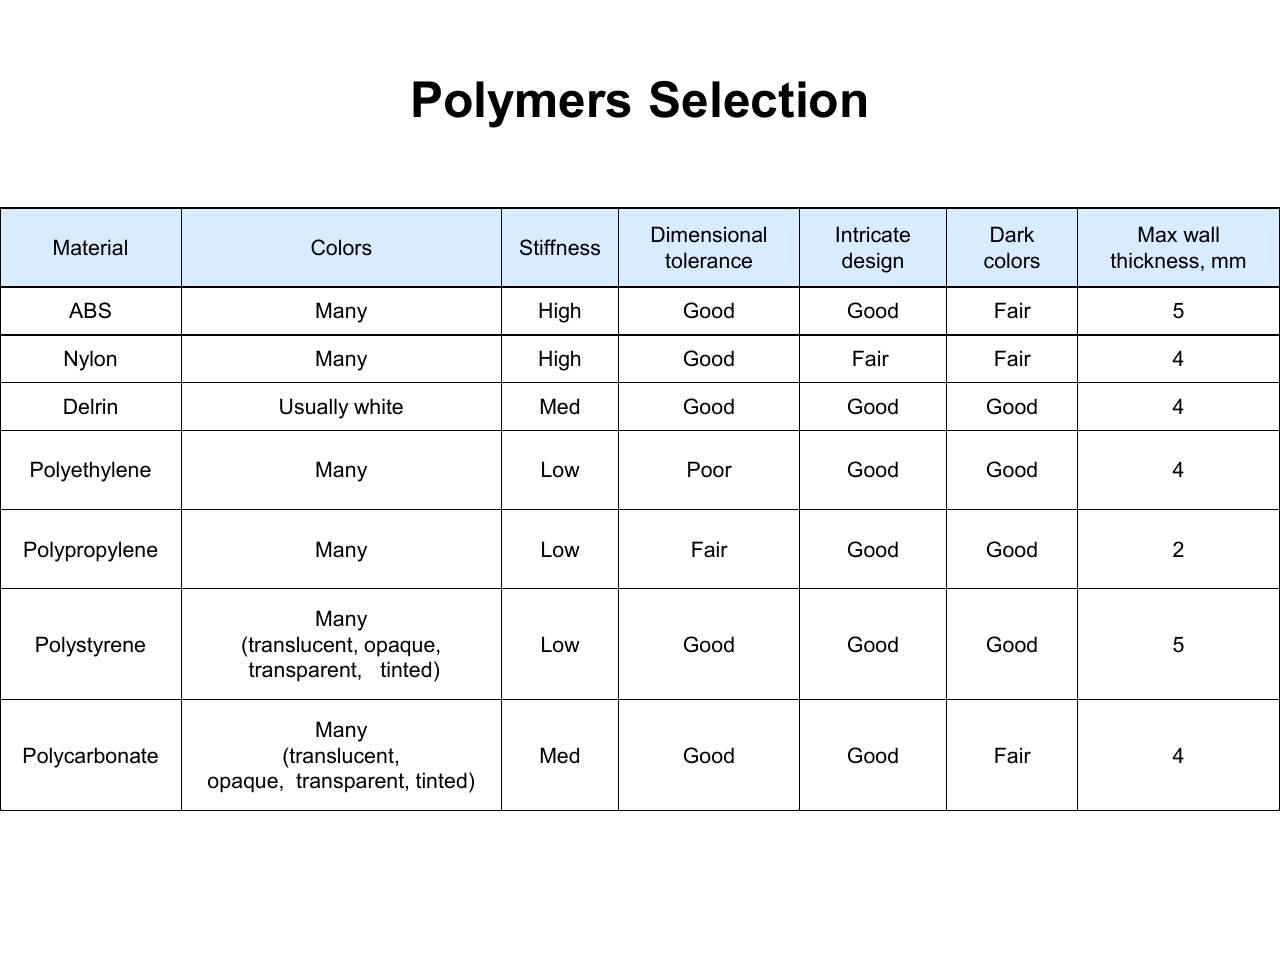 Polymers Selection
Material Colors Stiffness Dimensional tolerance Intricate design Dark colors Max wall thickness, mm
ABS Many High Good Good Fair 5
Nylon Many High Good Fair Fair 4
Delrin Usually white Med Good Good Good 4
Polyethylene Many Low Poor Good Good 4
Polypropylene Many Low Fair Good Good 2
Polystyrene Many (translucent, opaque, transparent, tinted) Low Good Good Good 5
Polycarbonate Many (translucent, opaque, transparent, tinted) Med Good Good Fair 4